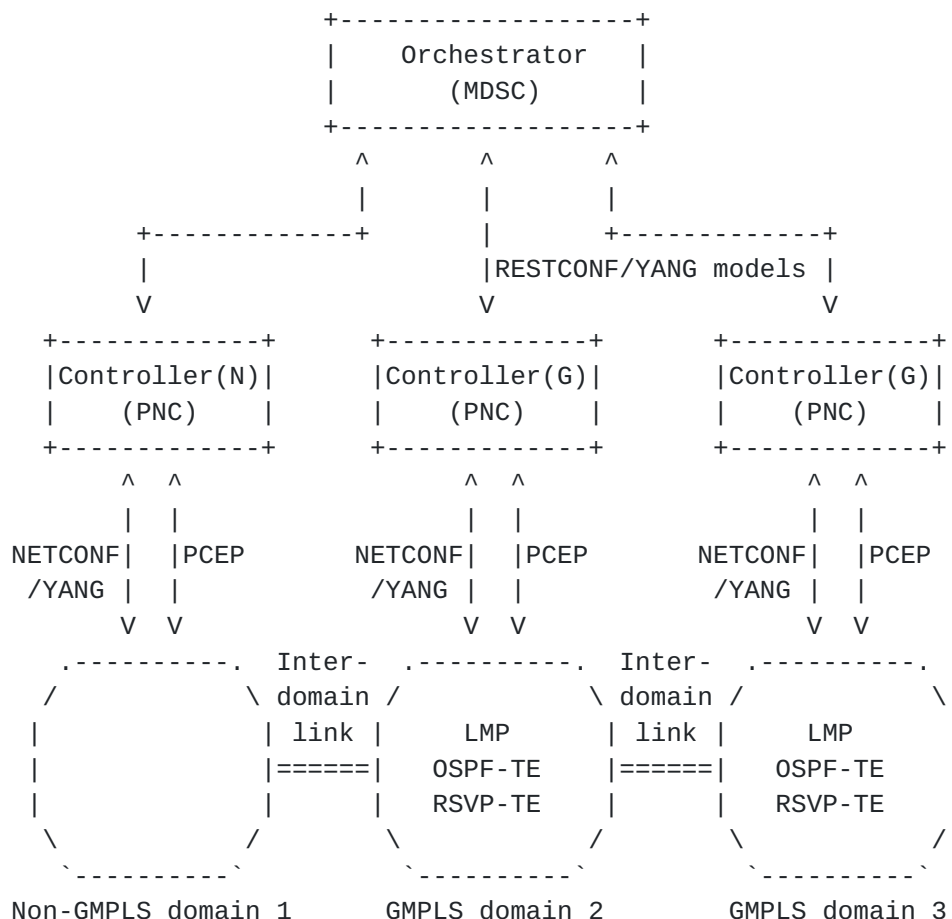 Orchestrator
(MDSC)
RESTCONF/YANG models
Controller(N) Controller(G) Controller(G)
(PNC) (PNC) (PNC)
NETCONF PCEP NETCONF PCEP NETCONF PCEP
/YANG /YANG /YANG
Inter- Inter-
domain domain
link LMP link LMP
OSPF-TE OSPF-TE
RSVP-TE RSVP-TE
Non-GMPLS domain 1 GMPLS domain 2 GMPLS domain 3